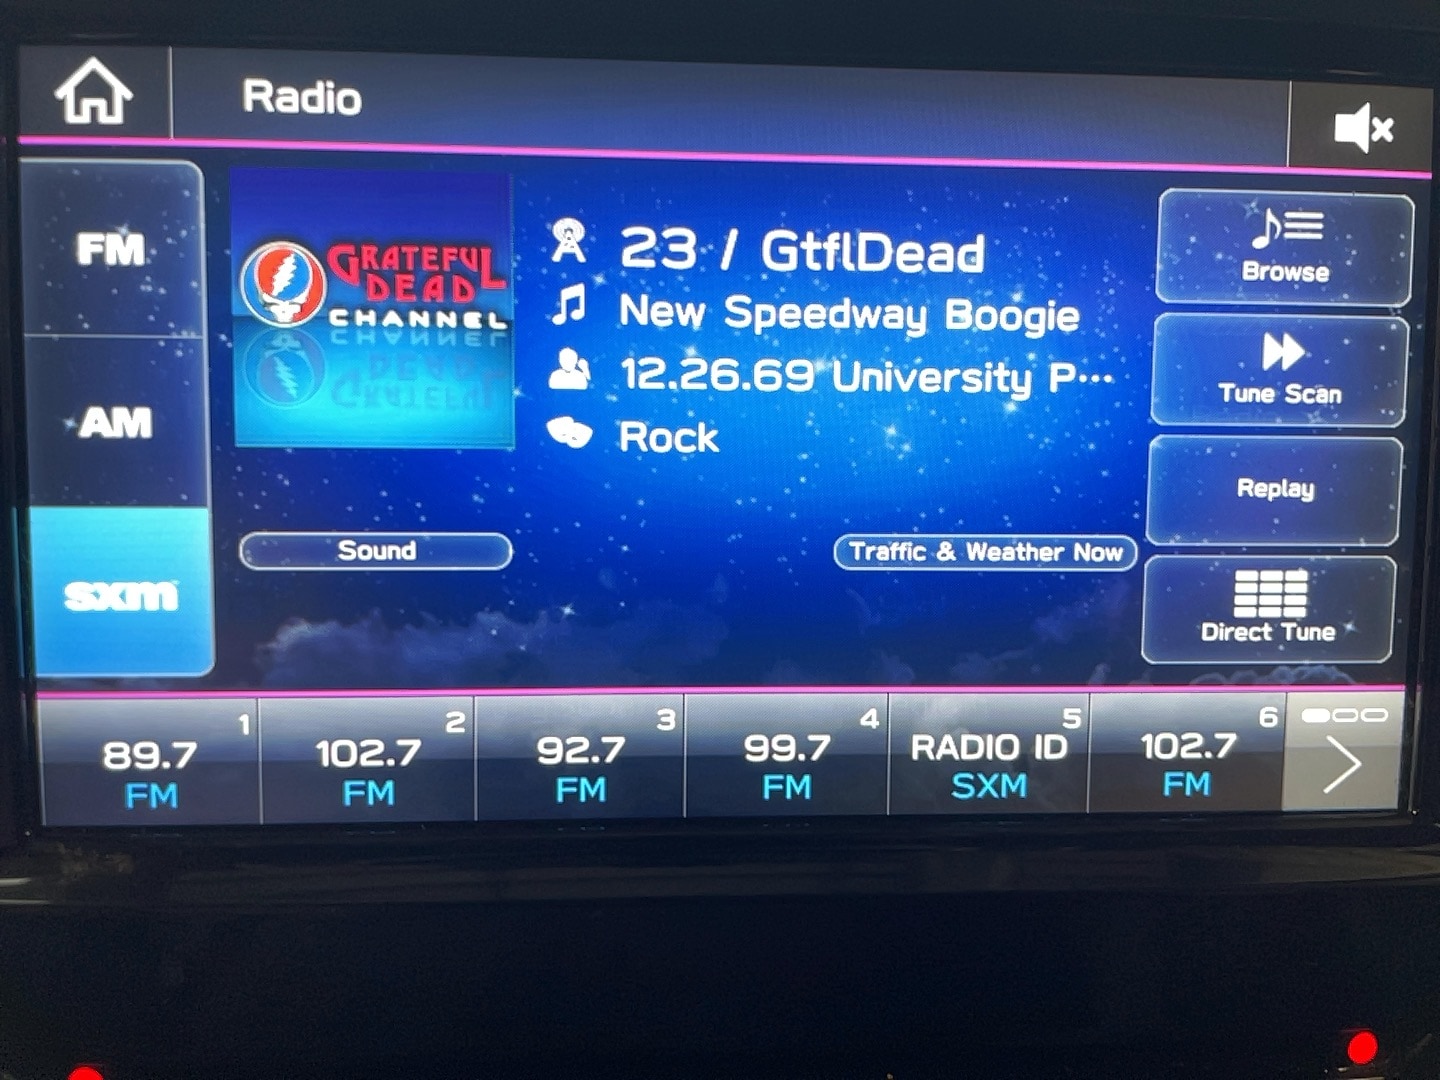 Radio
FM
AM
sxm
GRATEFUL
DEAD
CHANNEL
23 / GtflDead
New Speedway Boogie
12.26.69 University P...
Rock
Sound
Traffic & Weather Now
Browse
Tune Scan
Replay
Direct Tune
1
89.7
FM
2
102.7
FM
3
92.7
FM
4
99.7
FM
5
RADIO ID
SXM
6
102.7
FM